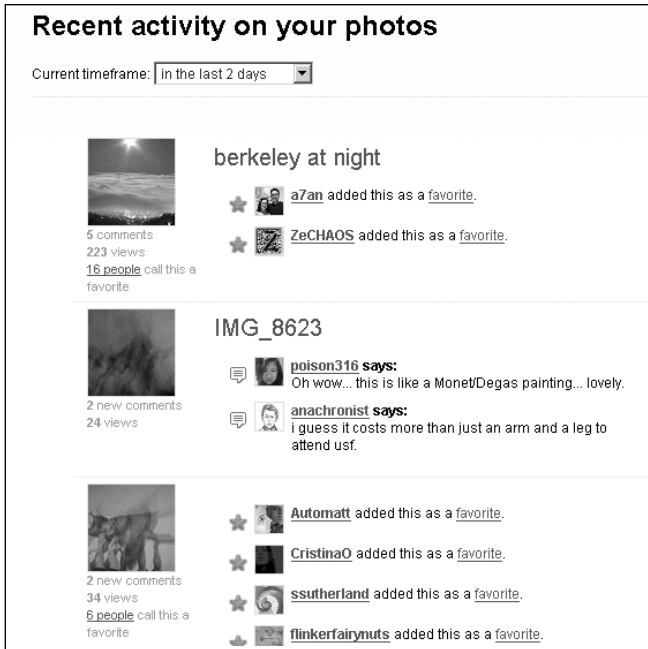 Recent activity on your photos
Current timeframe: in the last 2 days
berkeley at night
a7an added this as a favorite.
ZeCHAOS added this as a favorite.
5 comments
223 views
16 people call this a
favorite
IMG_8623
poison316 says:
Oh wow... this is like a Monet/Degas painting... lovely.
anachronist says:
i guess it costs more than just an arm and a leg to
attend usf.
2 new comments
24 views
Automatt added this as a favorite.
CristinaO added this as a favorite.
ssutherland added this as a favorite.
flinkerfairynuts added this as a favorite.
2 new comments
34 views
6 people call this a
favorite